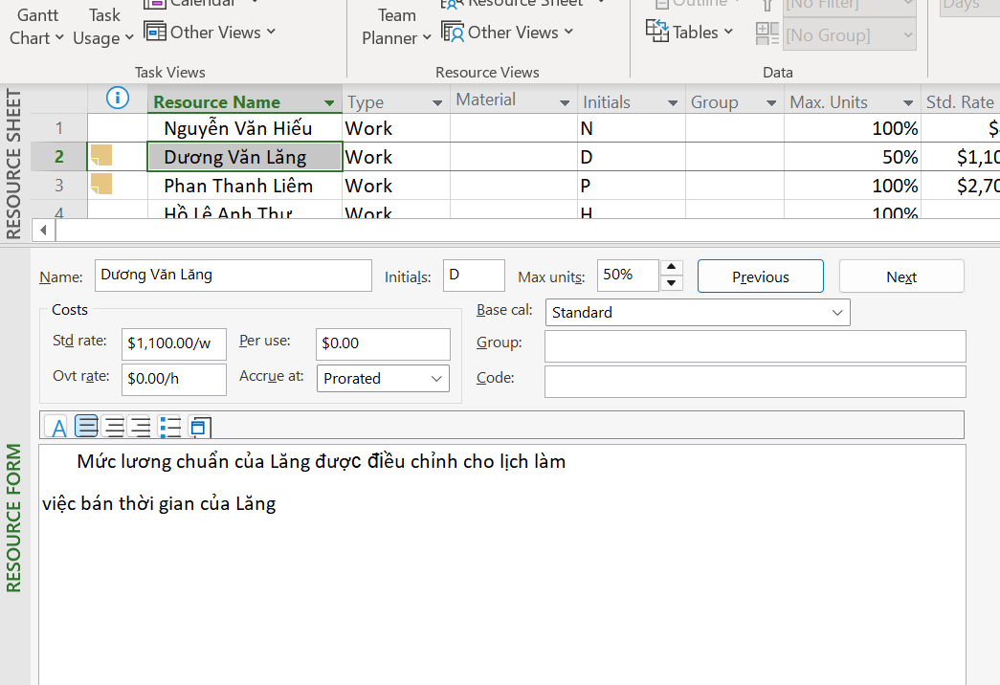 Gantt Chart
Task Usage
Calendar
Other Views
Team Planner
Resource Sheet
Other Views
Outline
Tables
[No Filter]
[No Group]
Days
Task Views
Resource Views
Data
RESOURCE SHEET
Resource Name Type Material Initials Group Max. Units Std. Rate
1 Nguyễn Văn Hiếu Work N 100%
2 Dương Văn Lăng Work D 50% $1,10
3 Phan Thanh Liêm Work P 100% $2,70
4 Hồ Lê Anh Thư Work H 100%
Name: Dương Văn Lăng Initials: D Max units: 50% Previous Next
Costs
Base cal: Standard
Std rate: $1,100.00/w Per use: $0.00
Group:
Ovt rate: $0.00/h Accrue at: Prorated
Code:
RESOURCE FORM
Mức lương chuẩn của Lăng được điều chỉnh cho lịch làm
việc bán thời gian của Lăng